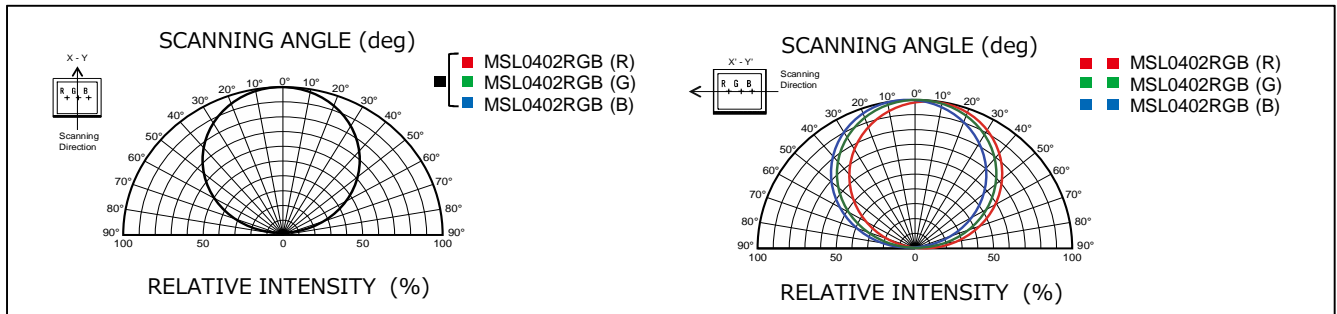 SCANNING ANGLE (deg)
X - Y
R G B
Scanning
Direction
MSL0402RGB (R)
MSL0402RGB (G)
MSL0402RGB (B)
90° 80° 70° 60° 50° 40° 30° 20° 10° 0° 10° 20° 30° 40° 50° 60° 70° 80° 90°
100 50 0 50 100
RELATIVE INTENSITY (%)
SCANNING ANGLE (deg)
X' - Y'
R G B
Scanning
Direction
MSL0402RGB (R)
MSL0402RGB (G)
MSL0402RGB (B)
90° 80° 70° 60° 50° 40° 30° 20° 10° 0° 10° 20° 30° 40° 50° 60° 70° 80° 90°
100 50 0 50 100
RELATIVE INTENSITY (%)